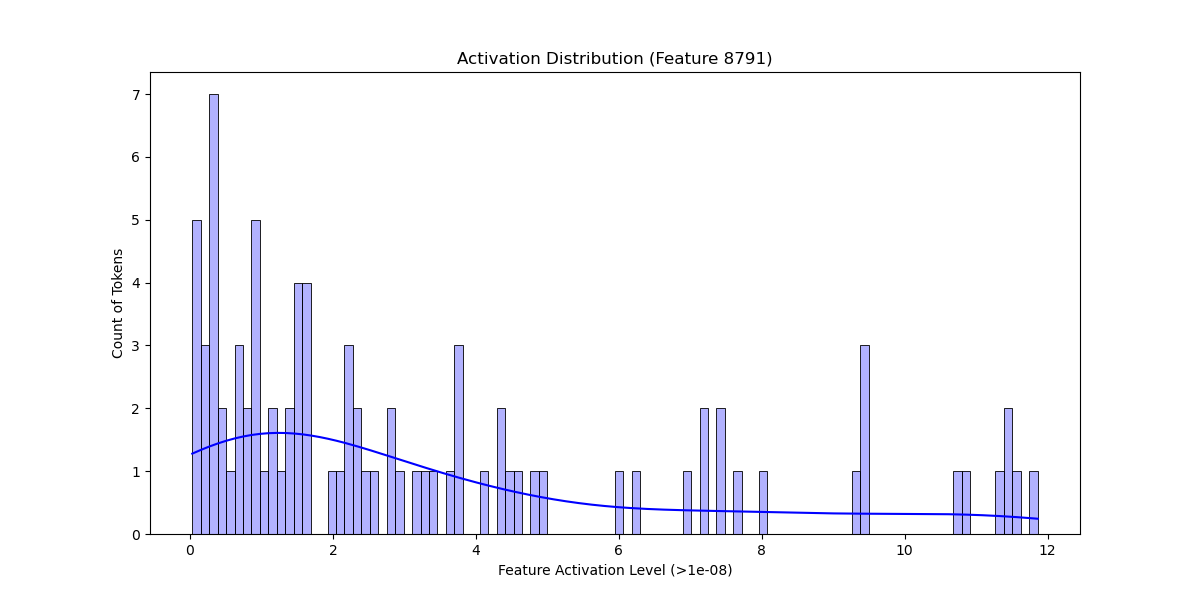 Activation Distribution (Feature 8791)
7
6
5
4
3
2
1
0
Count of Tokens
0 2 4 6 8 10 12
Feature Activation Level (>1e-08)